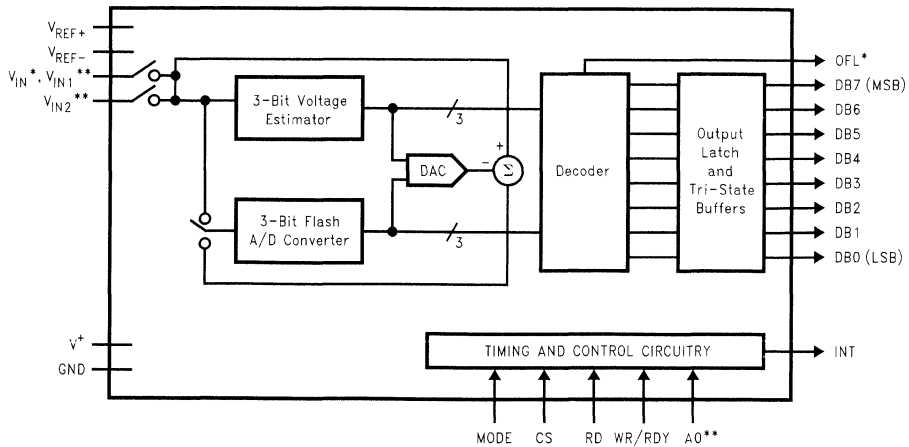 VREF+
VREF-
VIN*, VIN1**
VIN2**
3-Bit Voltage
Estimator
3
DAC
+
-
Σ
3-Bit Flash
A/D Converter
3
Decoder
Output
Latch
and
Tri-State
Buffers
OFL*
DB7 (MSB)
DB6
DB5
DB4
DB3
DB2
DB1
DB0 (LSB)
V+
GND
TIMING AND CONTROL CIRCUITRY
INT
MODE CS RD WR/RDY A0**